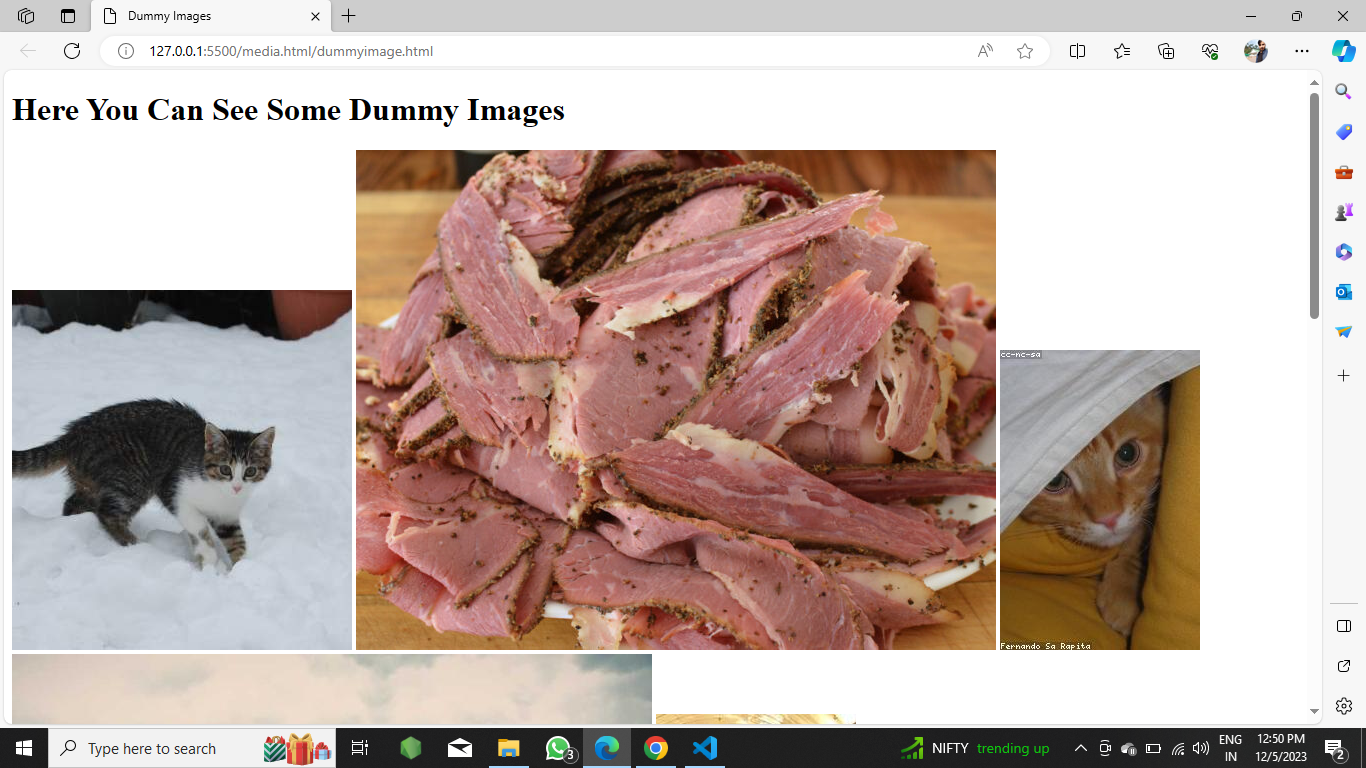 Dummy Images
127.0.0.1:5500/media.html/dummyimage.html
Here You Can See Some Dummy Images
cc-nc-sa
Fernando Sa Rapita
Type here to search
3
NIFTY trending up
ENG
IN
12:50 PM
12/5/2023
2